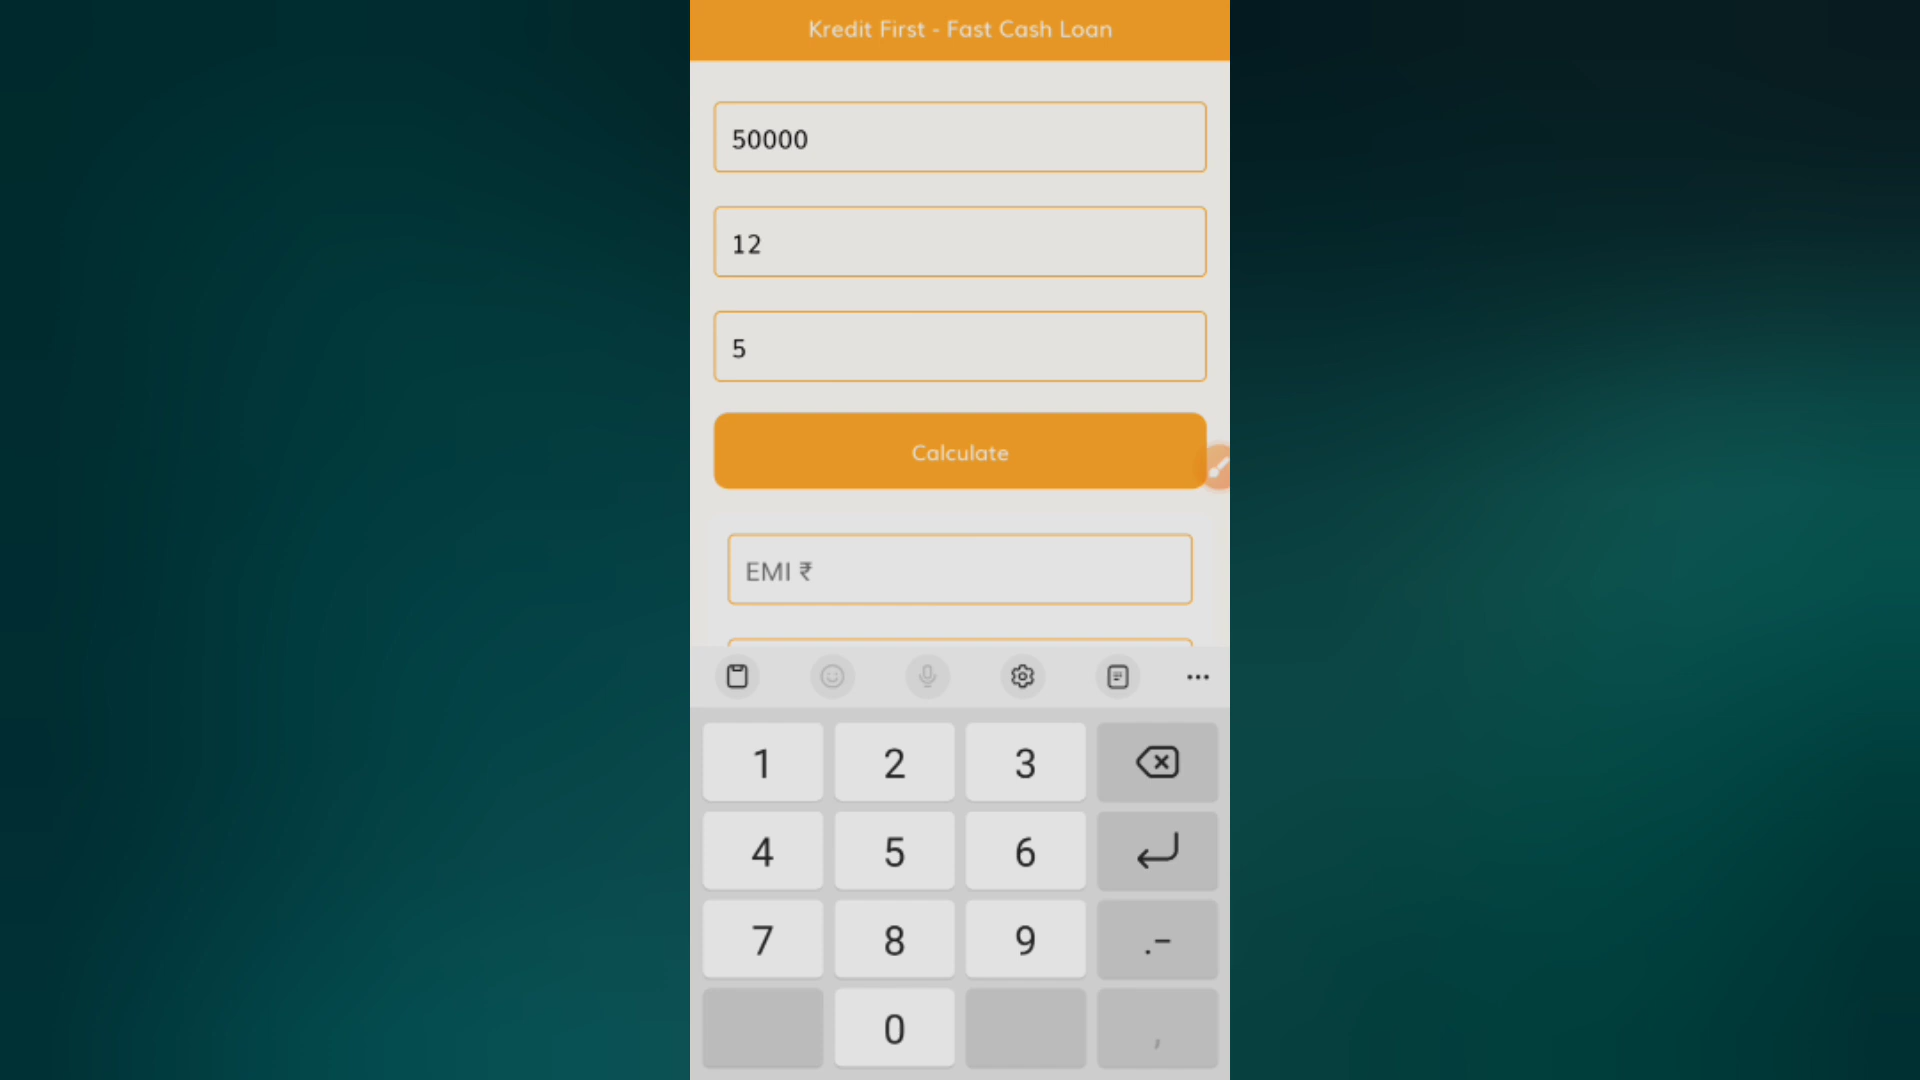 Kredit First - Fast Cash Loan
50000
12
5
Calculate
EMI ₹
1 2 3
4 5 6
7 8 9 .-
0 ,